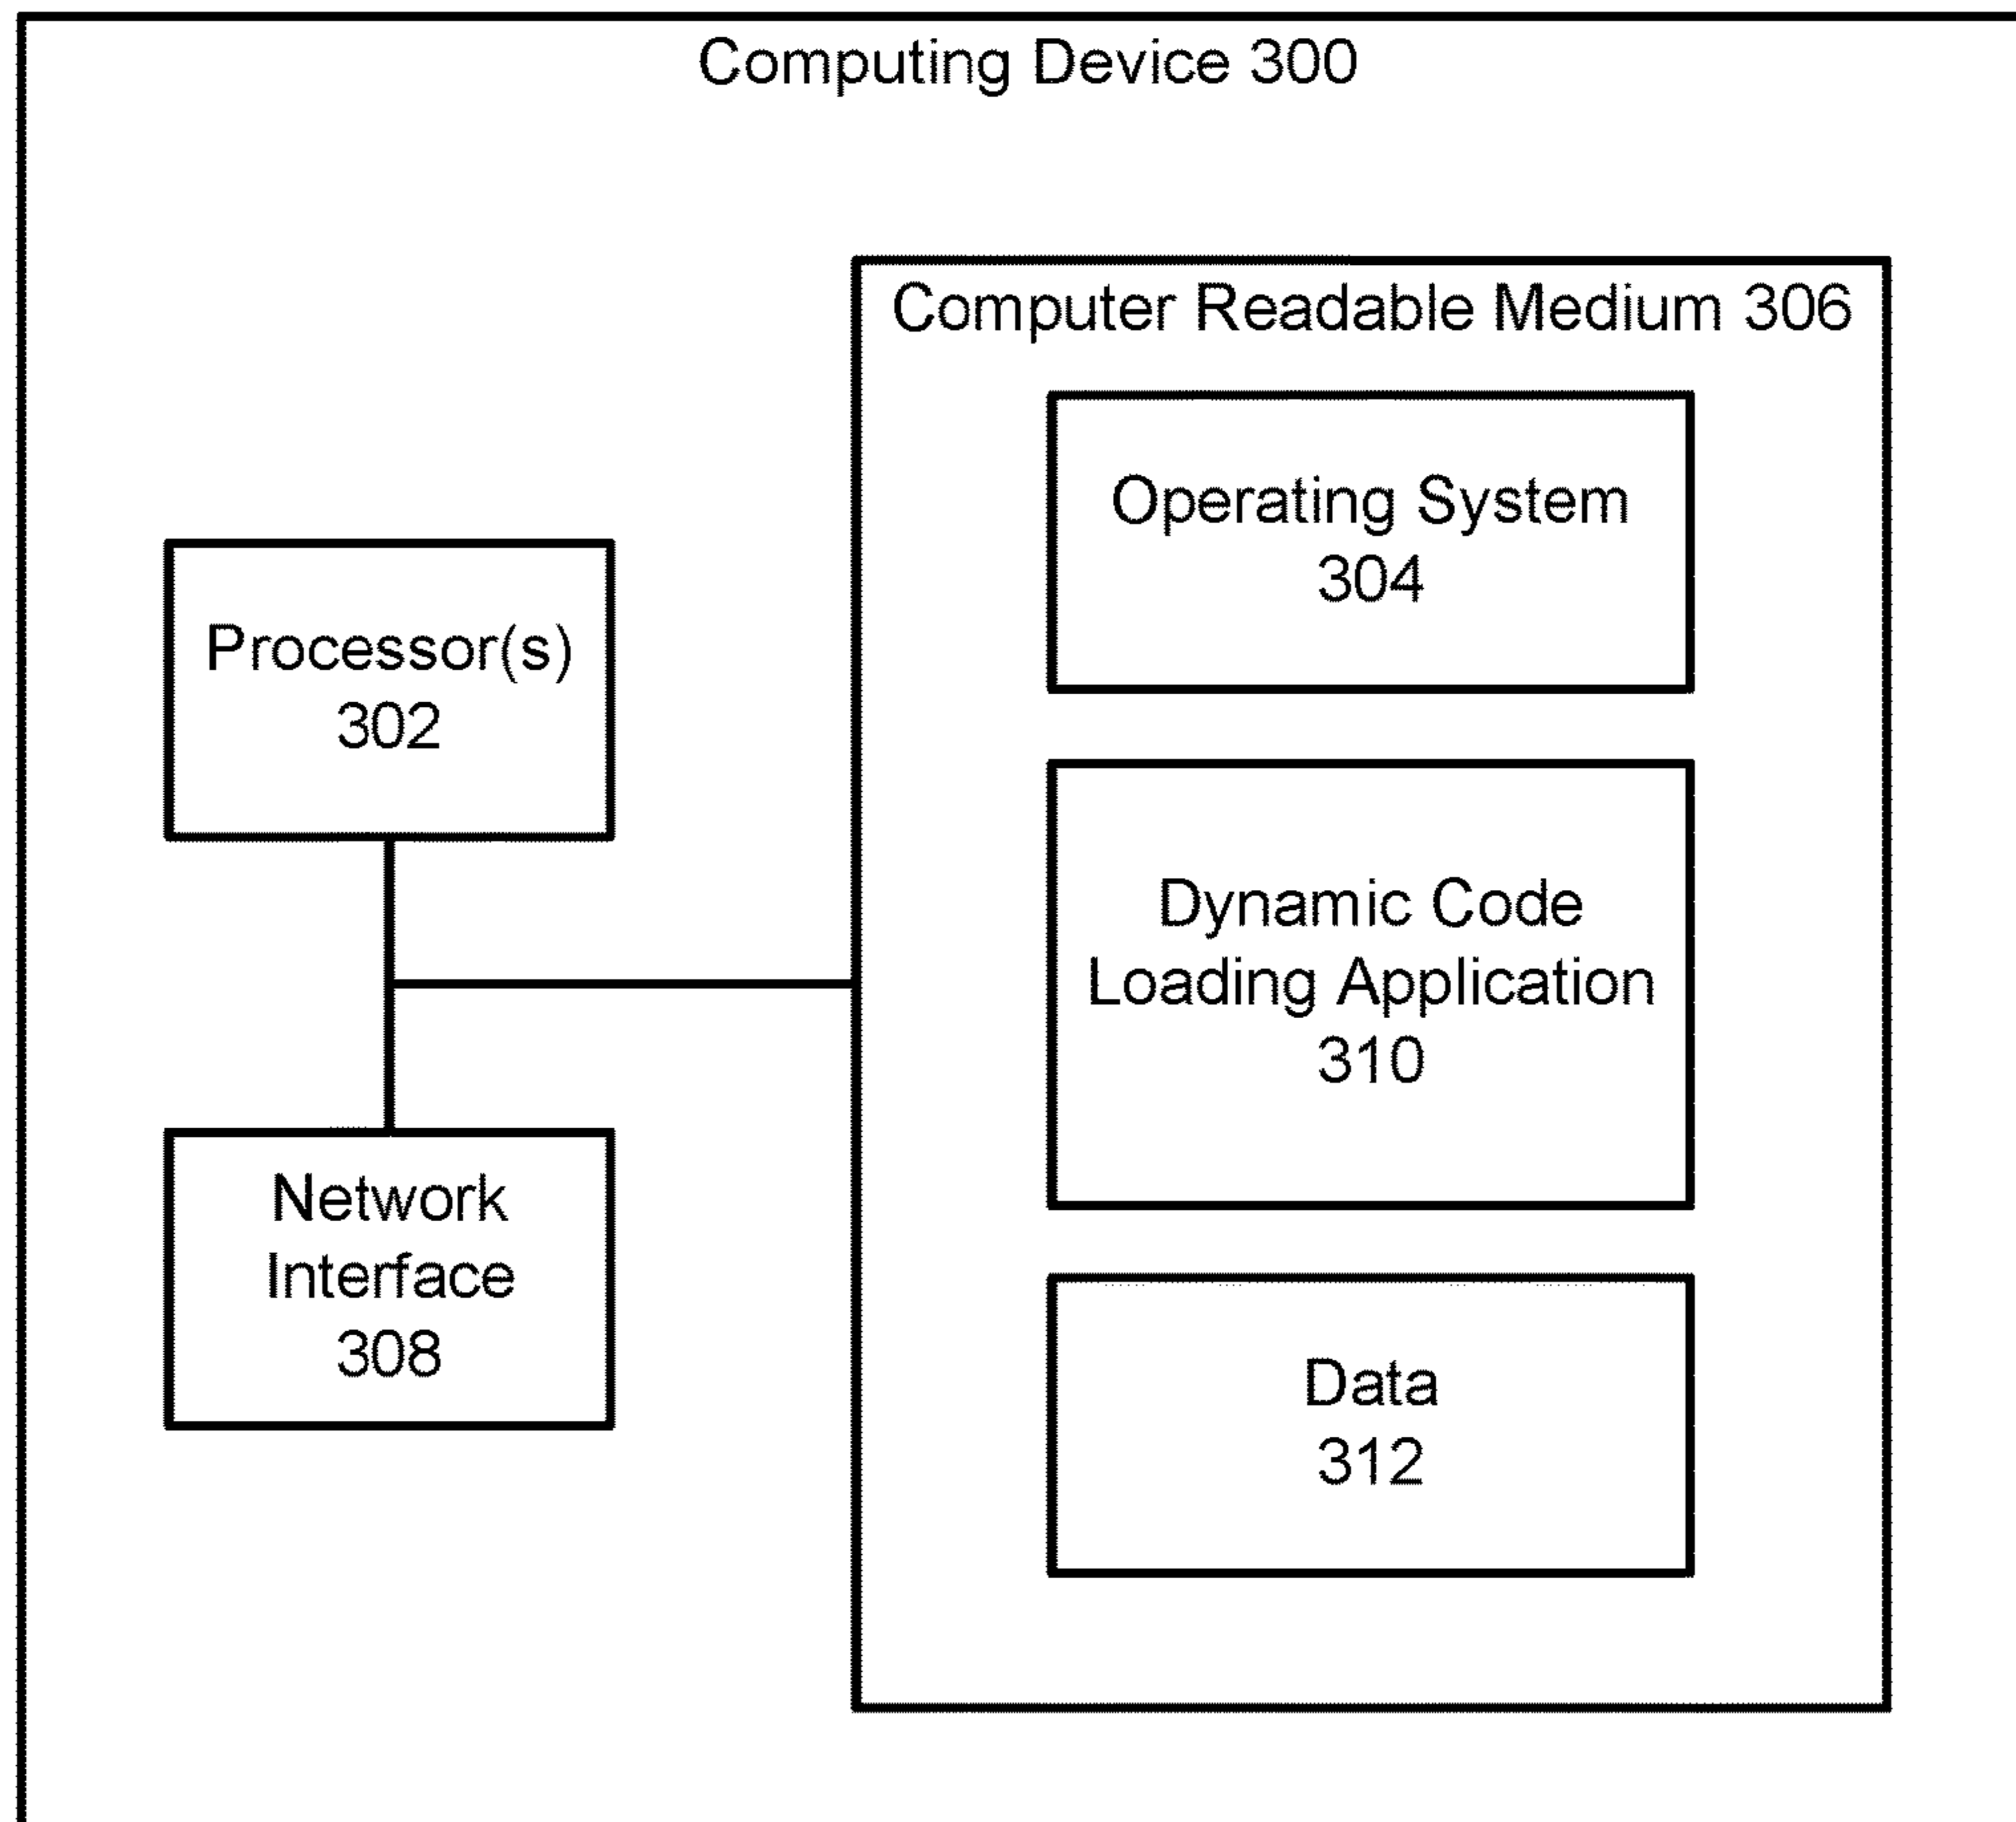 Computing Device 300
Computer Readable Medium 306
Operating System
304
Processor(s)
302
Dynamic Code
Loading Application
310
Network
Interface
308
Data
312